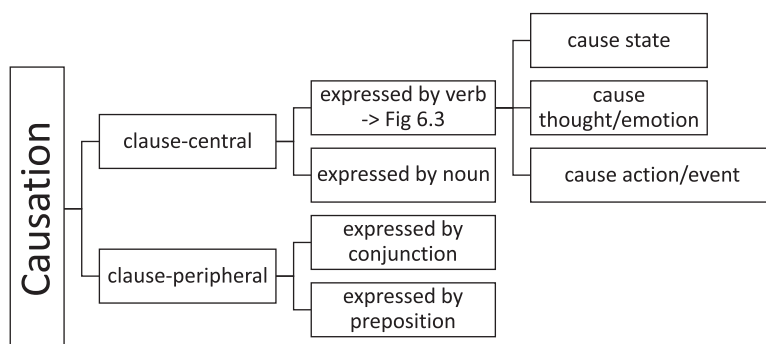 Causation
clause-central
expressed by verb
-> Fig 6.3
cause state
cause
thought/emotion
cause action/event
expressed by noun
clause-peripheral
expressed by
conjunction
expressed by
preposition